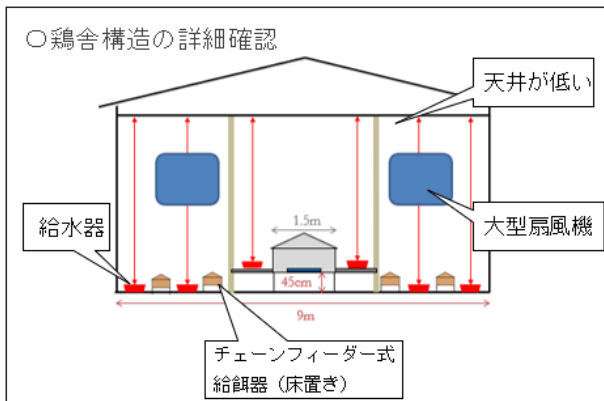 〇鶏舎構造の詳細確認
天井が低い
1.5m
給水器
大型扇風機
45cm
9m
チェーンフィーダー式
給餌器（床置き）